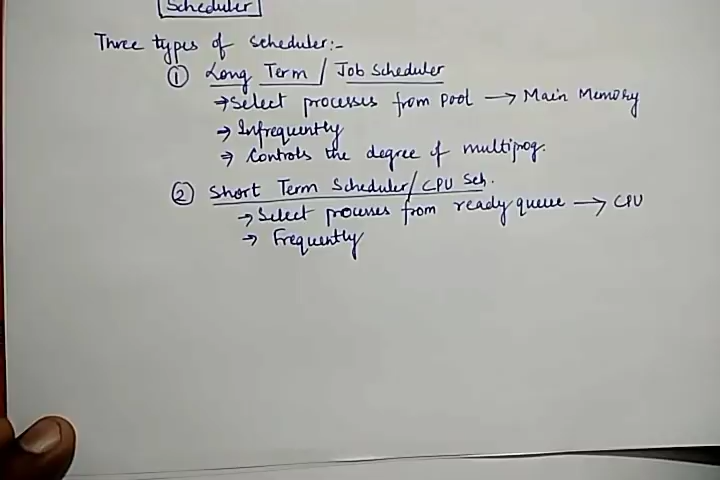 Scheduler
Three types of scheduler:-
① Long Term / Job Scheduler
→ Select processes from pool → Main Memory
→ Infrequently
→ Controls the degree of multiprog.
② Short Term Scheduler / CPU Sch.
→ Select processes from ready queue → CPU
→ Frequently